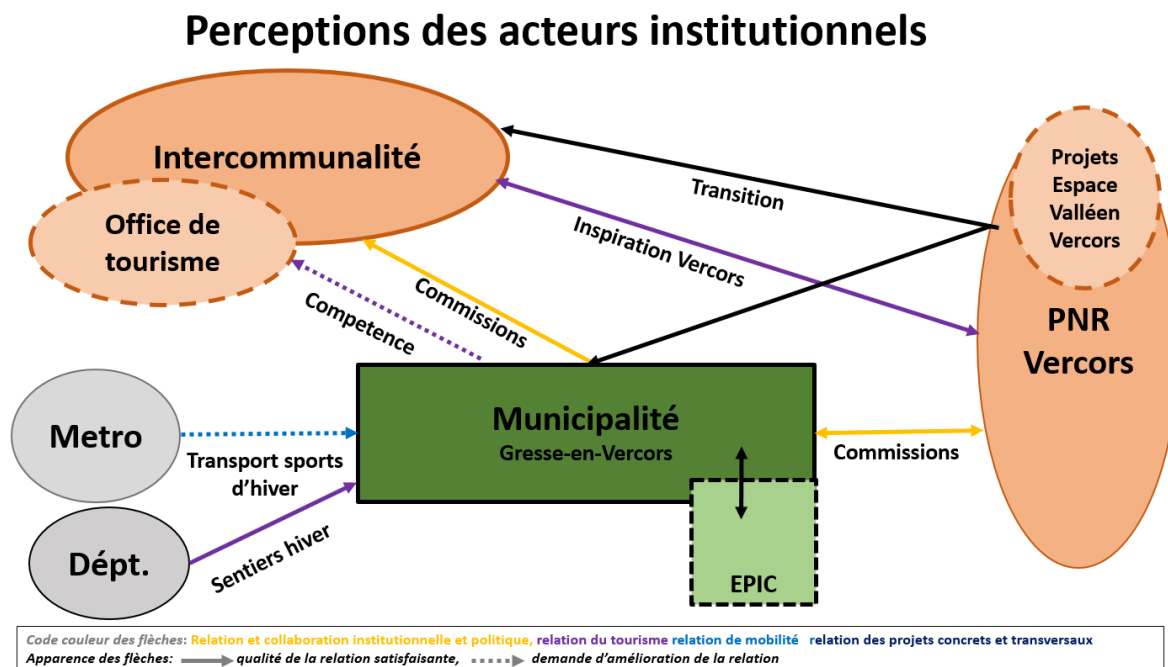 Perceptions des acteurs institutionnels
Intercommunalité
Office de
tourisme
Projets
Espace
Valléen
Vercors
PNR
Vercors
Transition
Inspiration Vercors
Commissions
Competence
Metro
Transport sports
d’hiver
Municipalité
Gresse-en-Vercors
Commissions
Dépt.
Sentiers hiver
EPIC
Code couleur des flèches: Relation et collaboration institutionnelle et politique, relation du tourisme relation de mobilité relation des projets concrets et transversaux
Apparence des flèches: qualité de la relation satisfaisante, demande d’amélioration de la relation